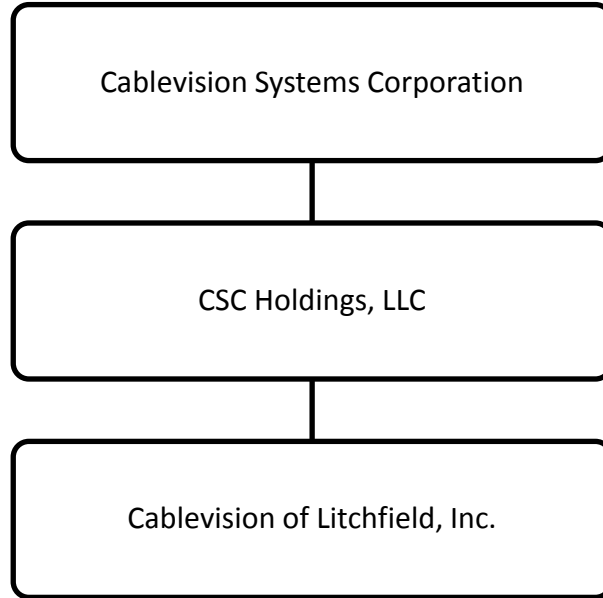 Cablevision Systems Corporation
CSC Holdings, LLC
Cablevision of Litchfield, Inc.